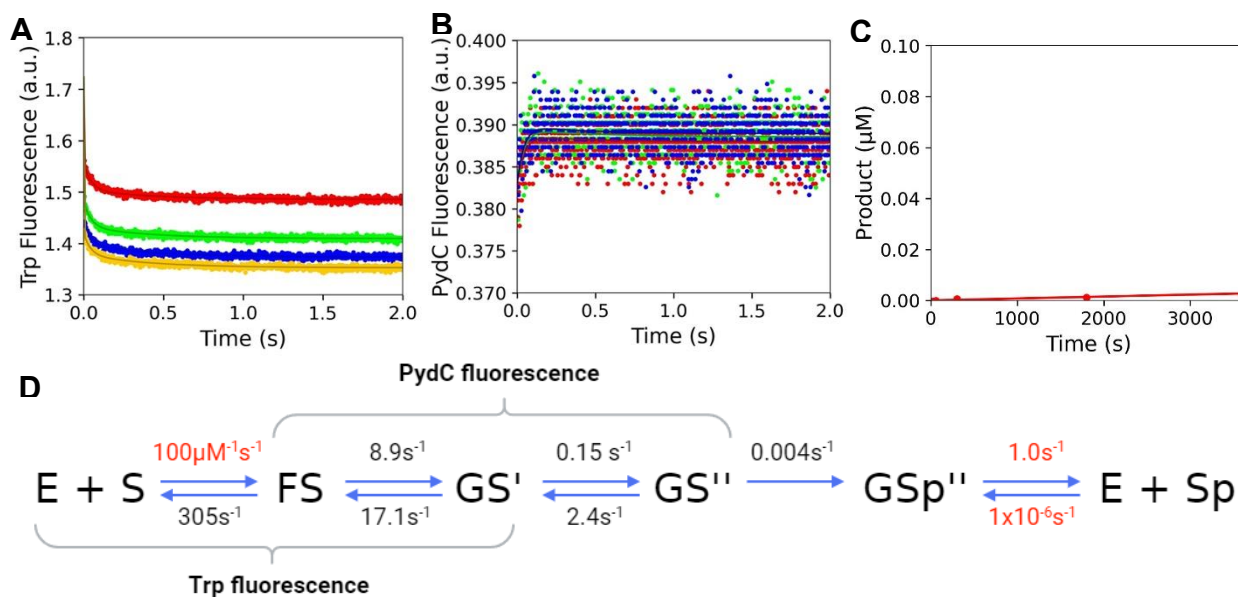 A
Trp Fluorescence (a.u.)
1.8
1.7
1.6
1.5
1.4
1.3
0.0 0.5 1.0 1.5 2.0
Time (s)
B
PydC Fluorescence (a.u.)
0.400
0.395
0.390
0.385
0.380
0.375
0.370
0.0 0.5 1.0 1.5 2.0
Time (s)
C
Product (µM)
0.10
0.08
0.06
0.04
0.02
0.00
0 1000 2000 3000
Time (s)
D
PydC fluorescence
100µM⁻¹s⁻¹ 8.9s⁻¹ 0.15 s⁻¹ 0.004s⁻¹ 1.0s⁻¹
E + S FS GS' GS'' GSp'' E + Sp
305s⁻¹ 17.1s⁻¹ 2.4s⁻¹ 1x10⁻⁶s⁻¹
Trp fluorescence